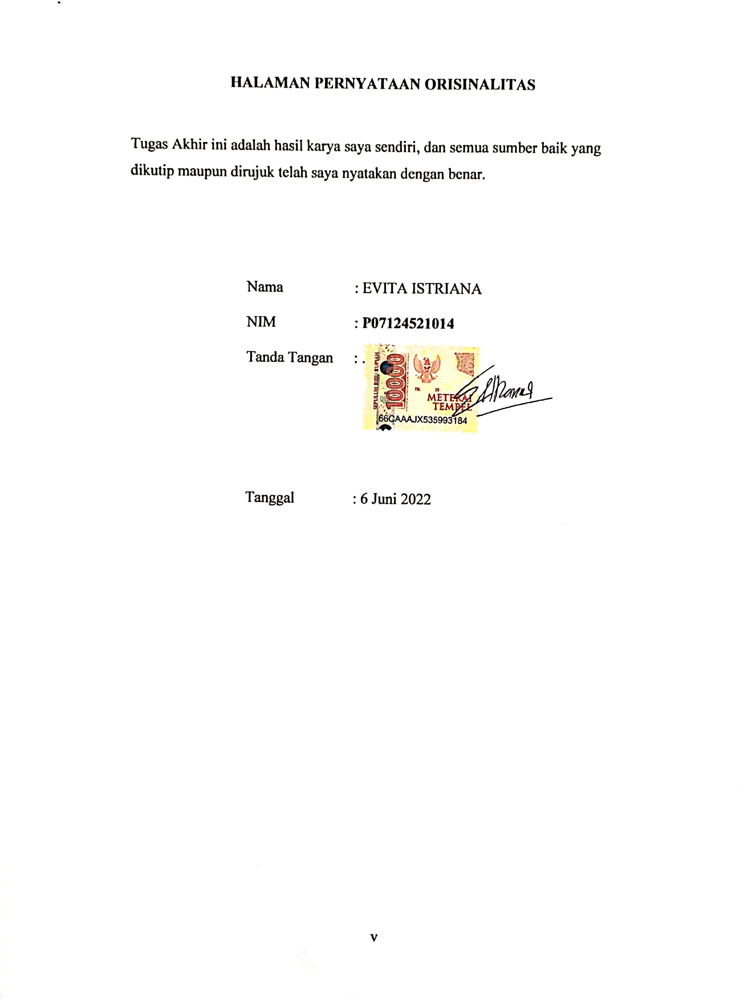 HALAMAN PERNYATAAN ORISINALITAS
Tugas Akhir ini adalah hasil karya saya sendiri, dan semua sumber baik yang
dikutip maupun dirujuk telah saya nyatakan dengan benar.
Nama : EVITA ISTRIANA
NIM : P07124521014
Tanda Tangan : .
SEPULUH RIBU RUPIAH
10000
TBL 20
METERAI
TEMPEL
66CAAAJX535993184
Tanggal : 6 Juni 2022
v